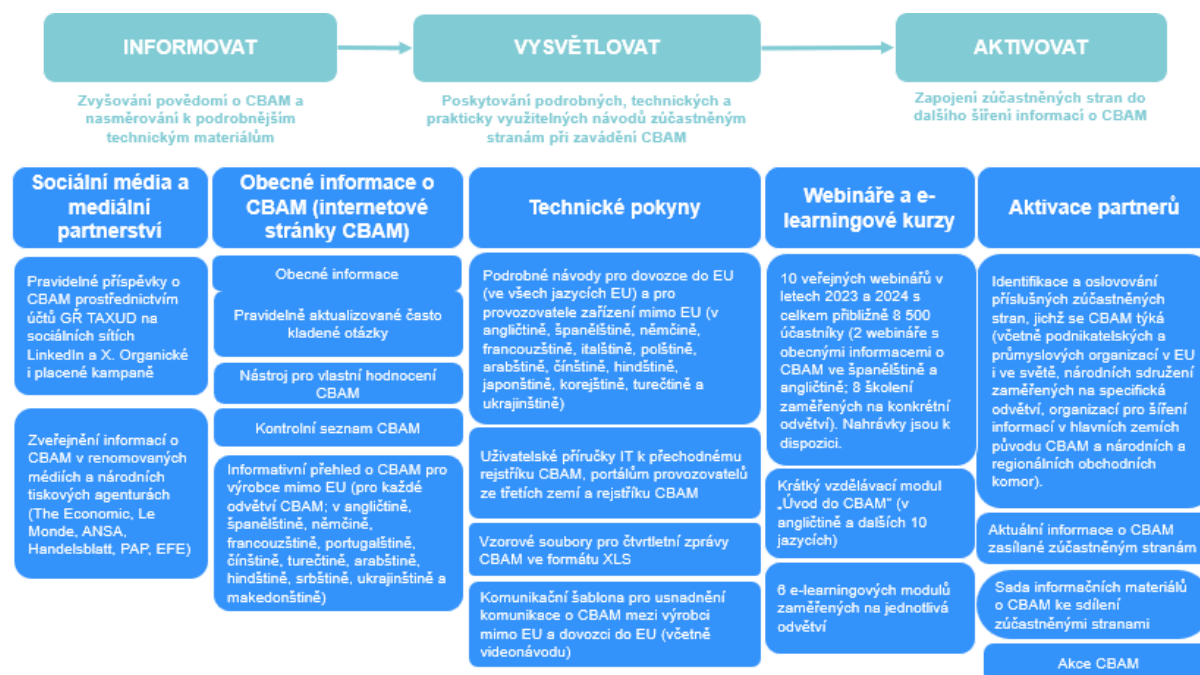 INFORMOVAT
VYSVĚTLOVAT
AKTIVOVAT
Zvyšování povědomí o CBAM a
nasměrování k podrobnějším
technickým materiálům
Poskytování podrobných, technických a
prakticky využitelných návodů zúčastněným
stranám při zavádění CBAM
Zapojení zúčastněných stran do
dalšího šíření informací o CBAM
Sociální média a
mediální
partnerství
Pravidelné příspěvky o
CBAM prostřednictvím
účtů GŘ TAXUD na
sociálních sítích
LinkedIn a X. Organické
i placené kampaně
Zveřejnění informací o
CBAM v renomovaných
médiích a národních
tiskových agenturách
(The Economic, Le
Monde, ANSA,
Handelsblatt, PAP, EFE)
Obecné informace o
CBAM (internetové
stránky CBAM)
Obecné informace
Pravidelně aktualizované často
kladené otázky
Nástroj pro vlastní hodnocení
CBAM
Kontrolní seznam CBAM
Informativní přehled o CBAM pro
výrobce mimo EU (pro každé
odvětví CBAM; v angličtině,
španělštině, němčině,
francouzštině, portugalštině,
čínštině, turečtině, arabštině,
hindštině, srbštině, ukrajinštině a
makedonštině)
Technické pokyny
Podrobné návody pro dovozce do EU
(ve všech jazycích EU) a pro
provozovatele zařízení mimo EU (v
angličtině, španělštině, němčině,
francouzštině, italštině, polštině,
arabštině, čínštině, hindštině,
japonštině, korejštině, turečtině a
ukrajinštině)
Uživatelské příručky IT k přechodnému
rejstříku CBAM, portálům provozovatelů
ze třetích zemí a rejstříku CBAM
Vzorové soubory pro čtvrtletní zprávy
CBAM ve formátu XLS
Komunikační šablona pro usnadnění
komunikace o CBAM mezi výrobci
mimo EU a dovozci do EU (včetně
videonávodu)
Webináře a e-
learningové kurzy
10 veřejných webinářů v
letech 2023 a 2024 s
celkem přibližně 8 500
účastníky (2 webináře s
obecnými informacemi o
CBAM ve španělštině a
angličtině; 8 školení
zaměřených na konkrétní
odvětví). Nahrávky jsou k
dispozici.
Krátký vzdělávací modul
„Úvod do CBAM“ (v
angličtině a dalších 10
jazycích)
6 e-learningových modulů
zaměřených na jednotlivá
odvětví
Aktivace partnerů
Identifikace a oslovování
příslušných zúčastněných
stran, jichž se CBAM týká
(včetně podnikatelských a
průmyslových organizací v EU
i ve světě, národních sdružení
zaměřených na specifická
odvětví, organizací pro šíření
informací v hlavních zemích
původu CBAM a národních a
regionálních obchodních
komor).
Aktuální informace o CBAM
zasílané zúčastněným stranám
Sada informačních materiálů
o CBAM ke sdílení
zúčastněnými stranami
Akce CBAM